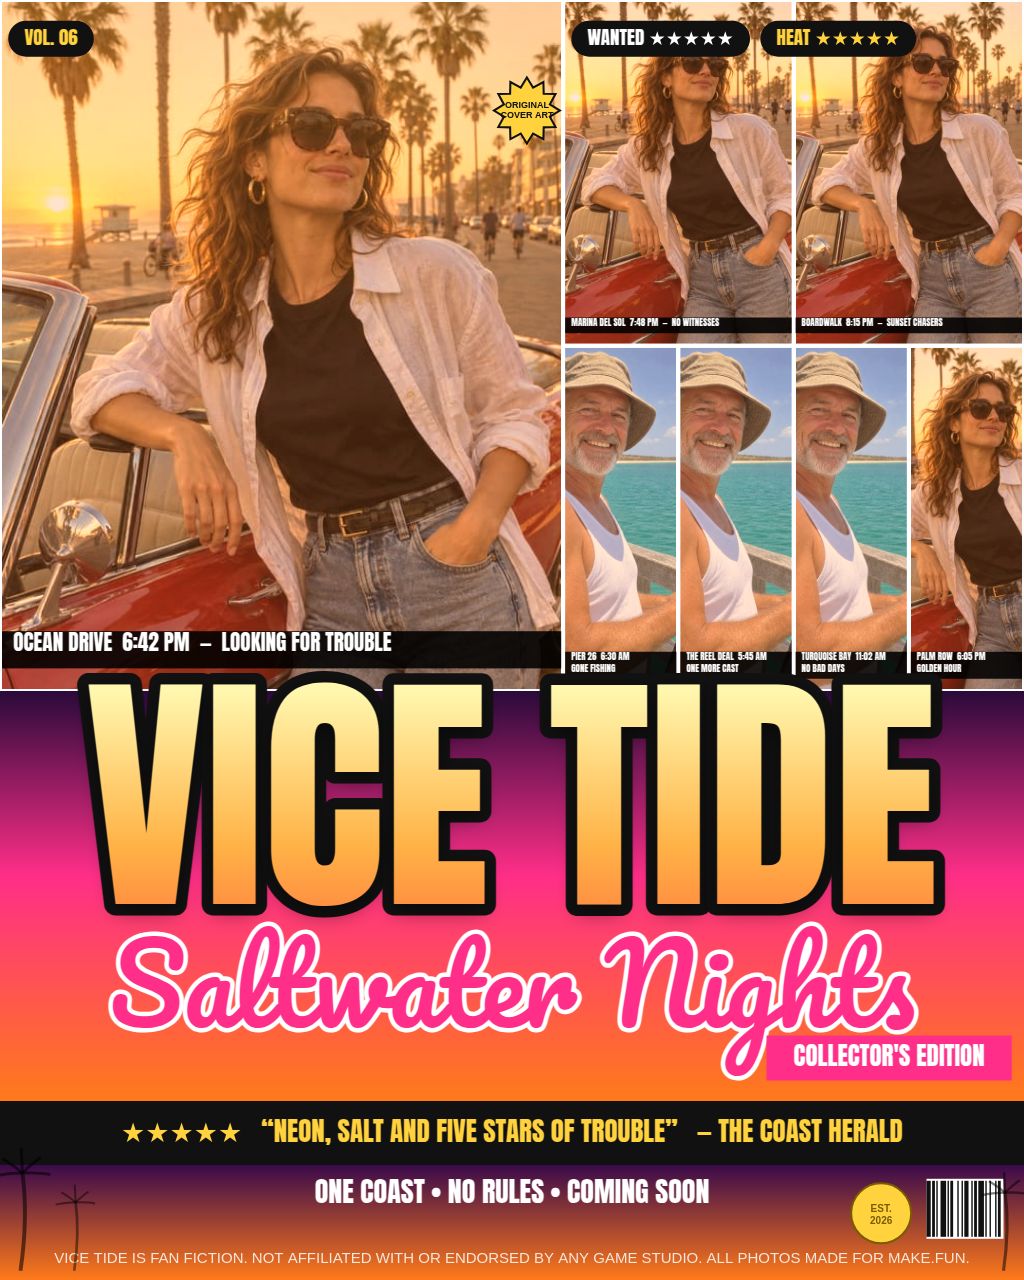 VOL. 06
ORIGINAL
COVER ART
WANTED ★★★★★
HEAT ★★★★★
MARINA DEL SOL 7:48 PM – NO WITNESSES
BOARDWALK 8:15 PM – SUNSET CHASERS
OCEAN DRIVE 6:42 PM – LOOKING FOR TROUBLE
PIER 26 6:30 AM
GONE FISHING
THE REEL DEAL 5:45 AM
ONE MORE CAST
TURQUOISE BAY 11:02 AM
NO BAD DAYS
PALM ROW 6:05 PM
GOLDEN HOUR
VICE TIDE
Saltwater Nights
COLLECTOR'S EDITION
★★★★★ “NEON, SALT AND FIVE STARS OF TROUBLE” – THE COAST HERALD
ONE COAST • NO RULES • COMING SOON
EST.
2026
VICE TIDE IS FAN FICTION. NOT AFFILIATED WITH OR ENDORSED BY ANY GAME STUDIO. ALL PHOTOS MADE FOR MAKE.FUN.